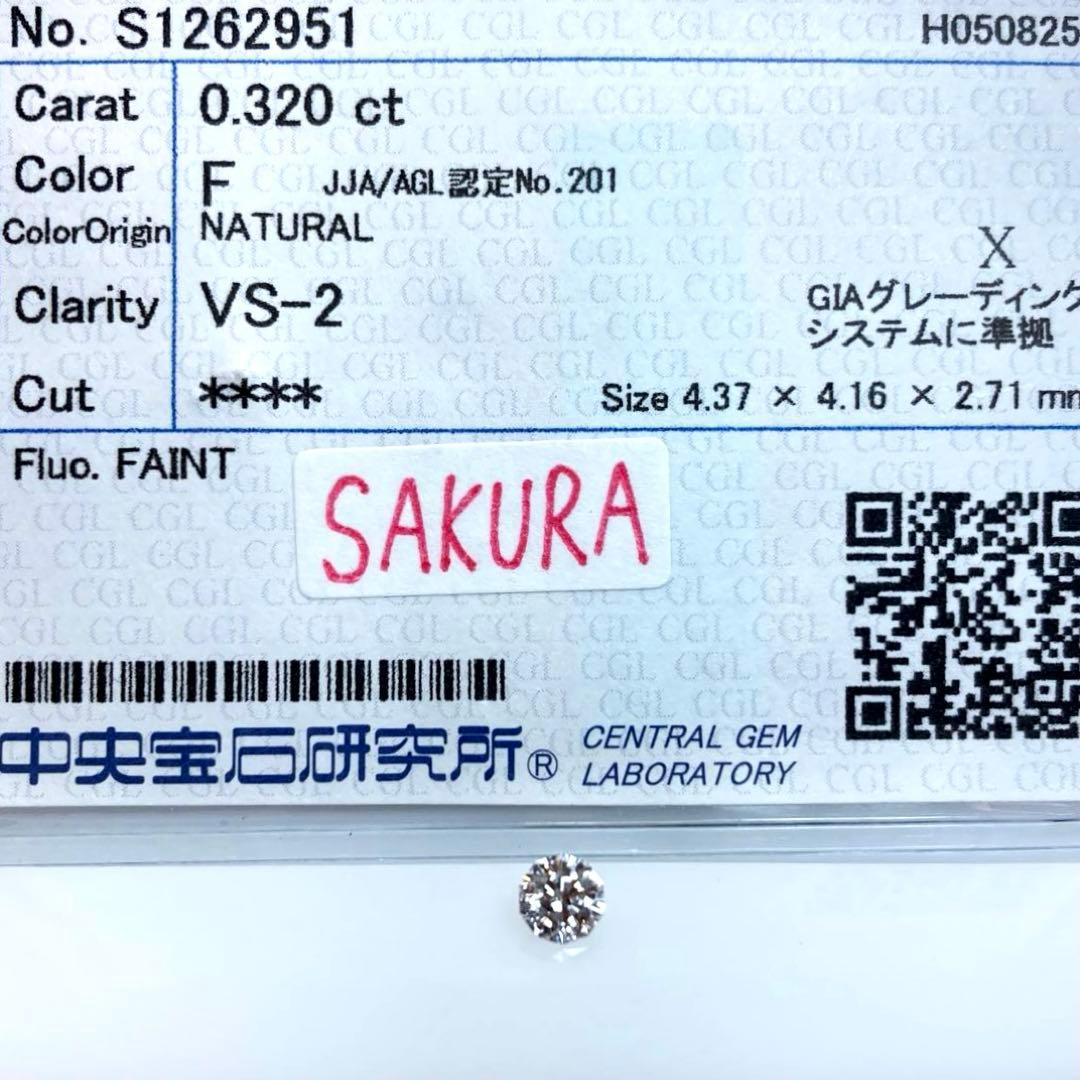 No. S1262951 H050825
Carat 0.320 ct
Color F JJA/AGL認定No.201
ColorOrigin NATURAL
X
Clarity VS-2 GIAグレーディング
システムに準拠
Cut **** Size 4.37 × 4.16 × 2.71 mm
Fluo. FAINT
SAKURA
中央宝石研究所® CENTRAL GEM
LABORATORY